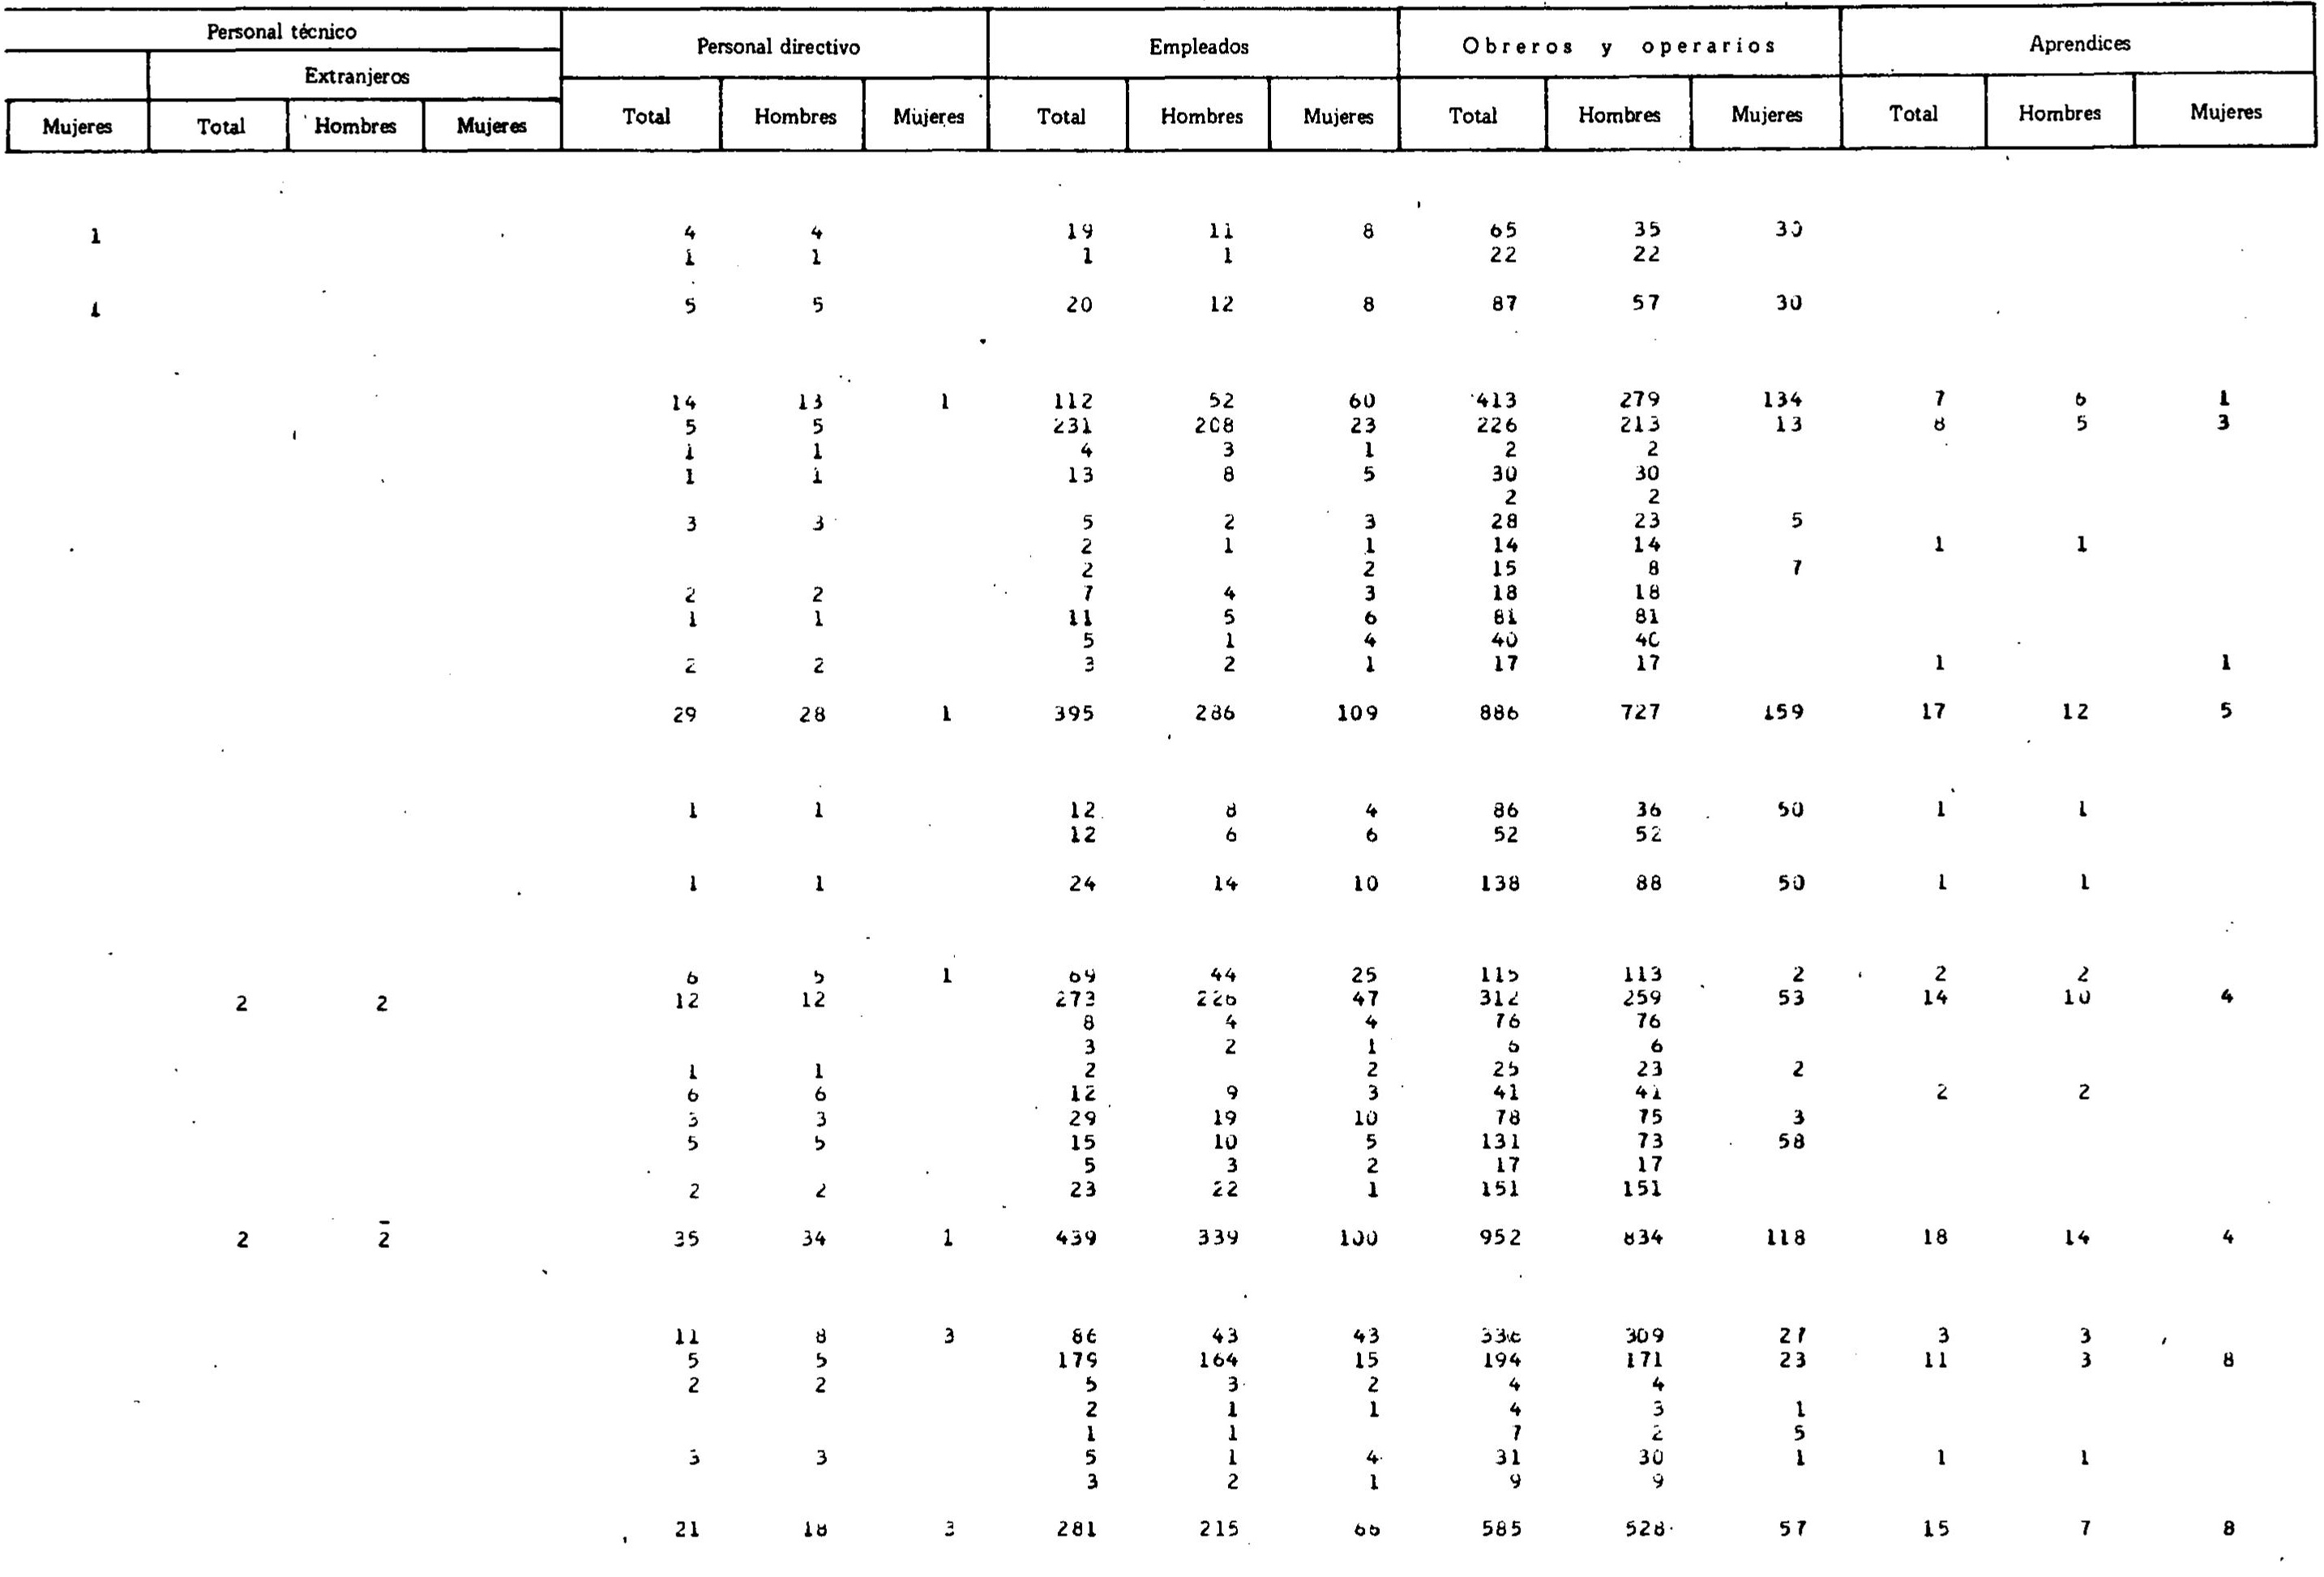 Personal técnico Personal directivo Empleados Obreros y operarios Aprendices
Extranjeros
Mujeres Total Hombres Mujeres Total Hombres Mujeres Total Hombres Mujeres Total Hombres Mujeres Total Hombres Mujeres
1 4 4 19 11 8 65 35 30
1 1 1 1 22 22
1 5 5 20 12 8 87 57 30
14 13 1 112 52 60 413 279 134 7 6 1
5 5 231 208 23 226 213 13 8 5 3
1 1 4 3 1 2 2
1 1 13 8 5 30 30
2 2
3 3 5 2 3 28 23 5
2 1 1 14 14 1 1
2 2 15 8 7
2 2 7 4 3 18 18
1 1 11 5 6 81 81
5 1 4 40 40
2 2 3 2 1 17 17 1 1
29 28 1 395 286 109 886 727 159 17 12 5
1 1 12 8 4 86 36 50 1 1
12 6 6 52 52
1 1 24 14 10 138 88 50 1 1
6 5 1 69 44 25 115 113 2 2 2
2 2 12 12 273 226 47 312 259 53 14 10 4
8 4 4 76 76
3 2 1 6 6
1 1 2 2 25 23 2
6 6 12 9 3 41 41 2 2
3 3 29 19 10 78 75 3
5 5 15 10 5 131 73 58
5 3 2 17 17
2 2 23 22 1 151 151
2 2 35 34 1 439 339 100 952 834 118 18 14 4
11 8 3 86 43 43 336 309 27 3 3
5 5 179 164 15 194 171 23 11 3 8
2 2 5 3 2 4 4
2 1 1 4 3 1
1 1 7 2 5
3 3 5 1 4 31 30 1 1 1
3 2 1 9 9
21 18 3 281 215 66 585 528 57 15 7 8